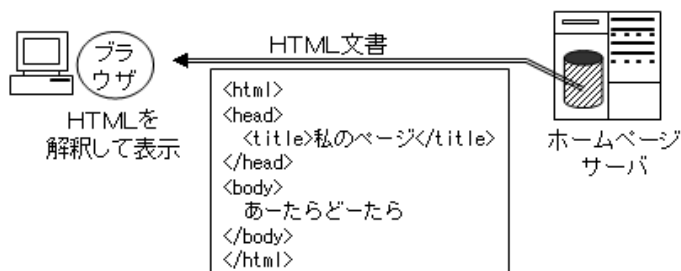 ブラ
ウザ
HTMLを
解釈して表示
HTML文書
<html>
<head>
  <title>私のページ</title>
</head>
<body>
  あーたらどーたら
</body>
</html>
ホームページ
サーバ